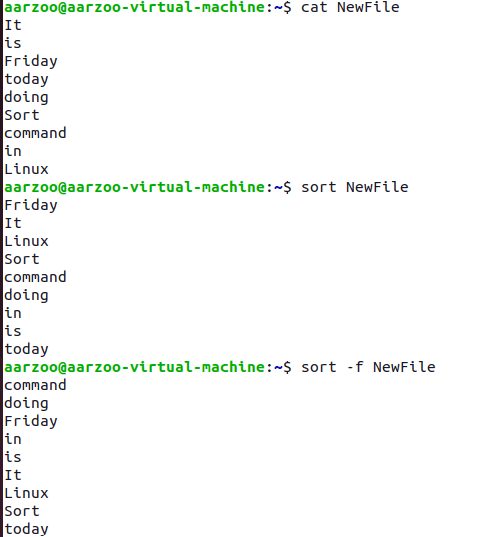 aarzoo@aarzoo-virtual-machine:~$ cat NewFile
It
is
Friday
today
doing
Sort
command
in
Linux
aarzoo@aarzoo-virtual-machine:~$ sort NewFile
Friday
It
Linux
Sort
command
doing
in
is
today
aarzoo@aarzoo-virtual-machine:~$ sort -f NewFile
command
doing
Friday
in
is
It
Linux
Sort
today